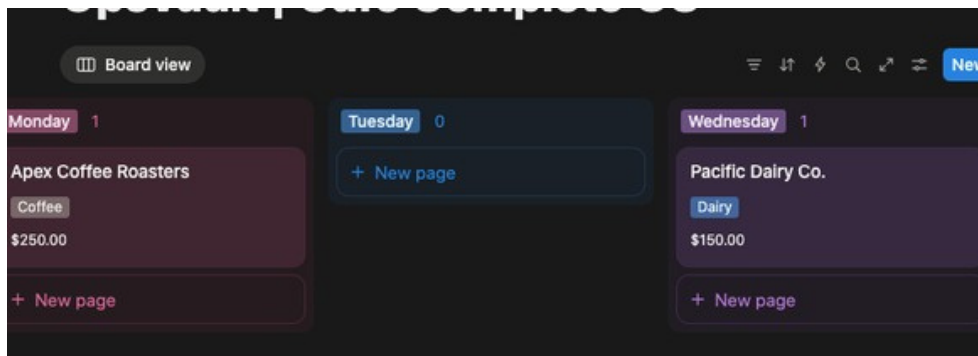 Board view
New
Monday 1
Apex Coffee Roasters
Coffee
$250.00
+ New page
Tuesday 0
+ New page
Wednesday 1
Pacific Dairy Co.
Dairy
$150.00
+ New page